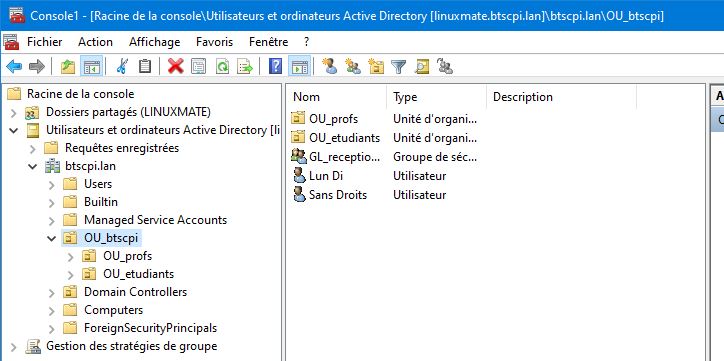 Console1 - [Racine de la console\Utilisateurs et ordinateurs Active Directory [linuxmate.btscpi.lan]\btscpi.lan\OU_btscpi]
Fichier Action Affichage Favoris Fenêtre ?
Racine de la console
Dossiers partagés (LINUXMATE)
Utilisateurs et ordinateurs Active Directory [li
Requêtes enregistrées
btscpi.lan
Users
Builtin
Managed Service Accounts
OU_btscpi
OU_profs
OU_etudiants
Domain Controllers
Computers
ForeignSecurityPrincipals
Gestion des stratégies de groupe
Nom Type Description
OU_profs Unité d'organi...
OU_etudiants Unité d'organi...
GL_receptio... Groupe de séc...
Lun Di Utilisateur
Sans Droits Utilisateur
A